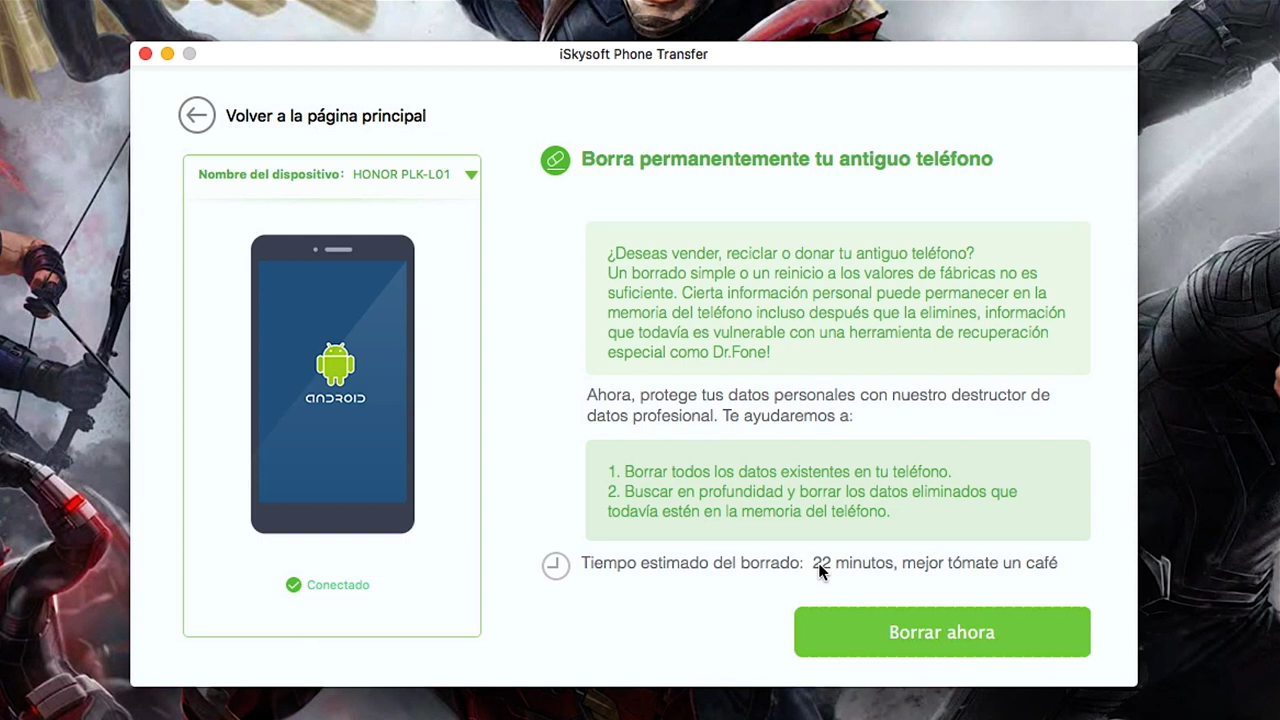 iSkysoft Phone Transfer
Volver a la página principal
Nombre del dispositivo: HONOR PLK-L01
ANDROID
Conectado
Borra permanentemente tu antiguo teléfono
¿Deseas vender, reciclar o donar tu antiguo teléfono?
Un borrado simple o un reinicio a los valores de fábricas no es
suficiente. Cierta información personal puede permanecer en la
memoria del teléfono incluso después que la elimines, información
que todavía es vulnerable con una herramienta de recuperación
especial como Dr.Fone!
Ahora, protege tus datos personales con nuestro destructor de
datos profesional. Te ayudaremos a:
1. Borrar todos los datos existentes en tu teléfono.
2. Buscar en profundidad y borrar los datos eliminados que
todavía estén en la memoria del teléfono.
Tiempo estimado del borrado: 22 minutos, mejor tómate un café
Borrar ahora